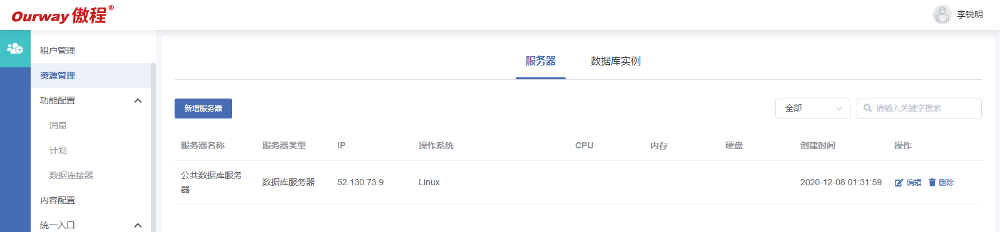 Ourway 傲程®
李锐明
租户管理
资源管理
功能配置
消息
计划
数据连接器
内容配置
统一入口
服务器 数据库实例
新增服务器
全部
请输入关键字搜索
服务器名称 服务器类型 IP 操作系统 CPU 内存 硬盘 创建时间 操作
公共数据库服务
器
数据库服务器 52.130.73.9 Linux 2020-12-08 01:31:59 编辑 删除